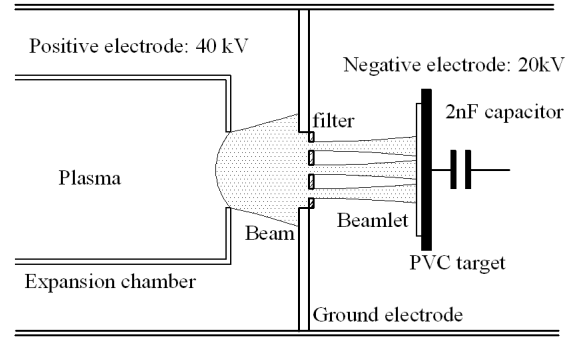 Positive electrode: 40 kV
Negative electrode: 20kV
filter
2nF capacitor
Plasma
Beam
Beamlet
PVC target
Expansion chamber
Ground electrode